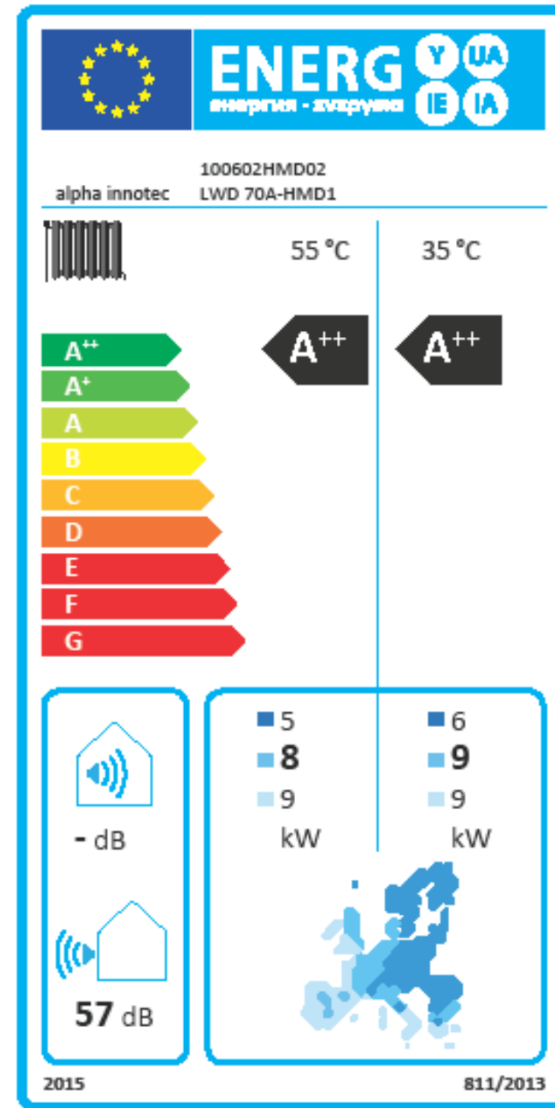 ENERG Y UA
енергия · ενεργεια IE IA
100602HMD02
alpha innotec LWD 70A-HMD1
55 °C 35 °C
A++ A++
A++
A+
A
B
C
D
E
F
G
5 6
8 9
9 9
kW kW
- dB
57 dB
2015 811/2013